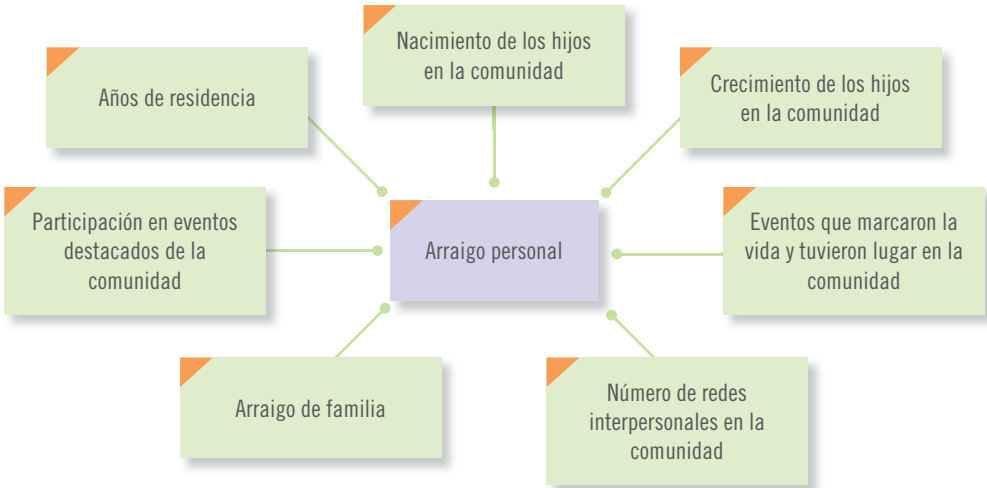 Nacimiento de los hijos
en la comunidad
Años de residencia
Crecimiento de los hijos
en la comunidad
Participación en eventos
destacados de la
comunidad
Arraigo personal
Eventos que marcaron la
vida y tuvieron lugar en la
comunidad
Arraigo de familia
Número de redes
interpersonales en la
comunidad